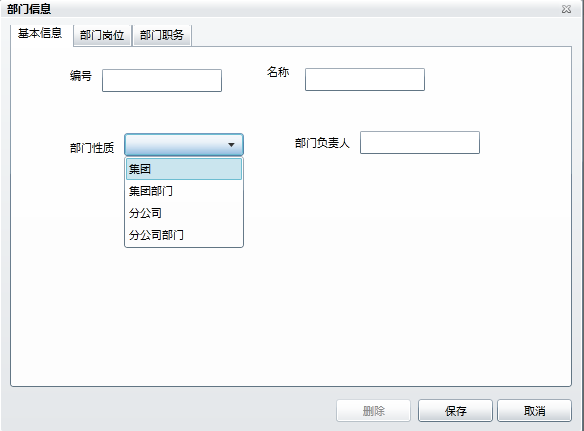 部门信息
基本信息 部门岗位 部门职务
编号 名称
部门性质 部门负责人
集团
集团部门
分公司
分公司部门
删除 保存 取消